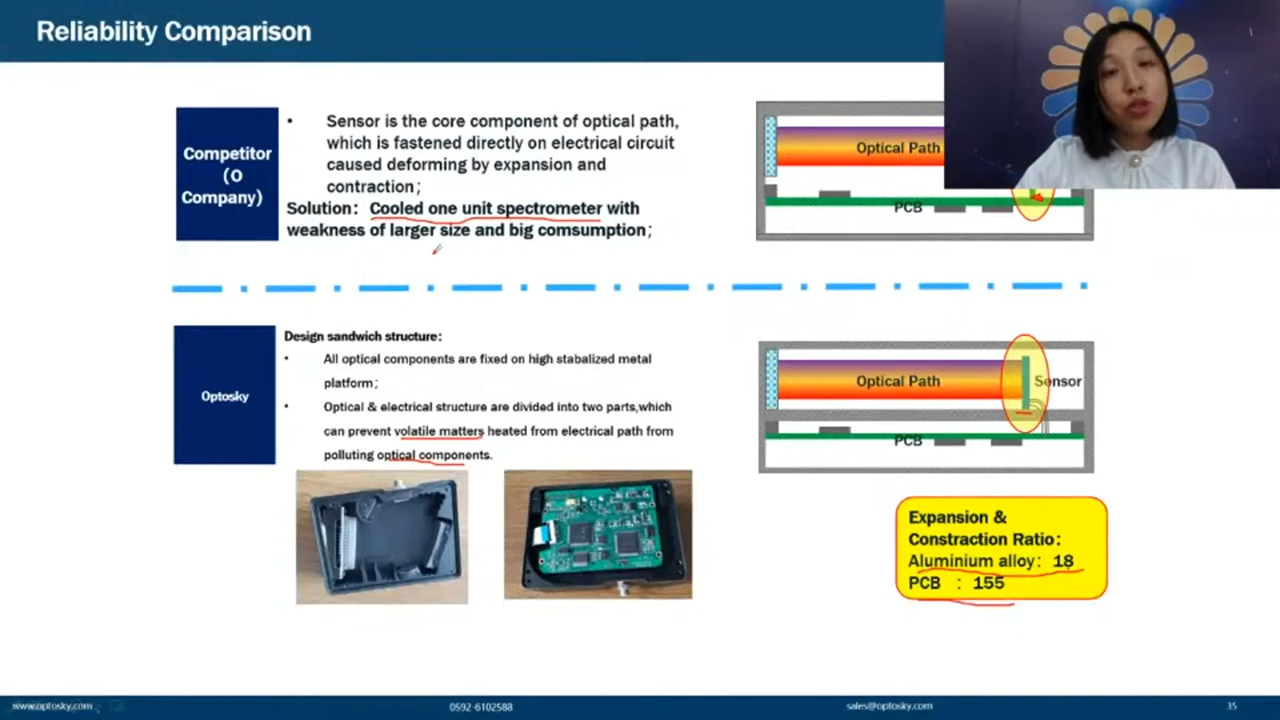 Reliability Comparison
Competitor
(O
Company)
• Sensor is the core component of optical path,
which is fastened directly on electrical circuit
caused deforming by expansion and
contraction;
Solution: Cooled one unit spectrometer with
weakness of larger size and big comsumption;
Optical Path
PCB
Optosky
Design sandwich structure:
• All optical components are fixed on high stabalized metal
platform;
• Optical & electrical structure are divided into two parts,which
can prevent volatile matters heated from electrical path from
polluting optical components.
Optical Path
Sensor
PCB
Expansion &
Constraction Ratio:
Aluminium alloy: 18
PCB : 155
www.optosky.com
0592-6102588
sales@optosky.com
35